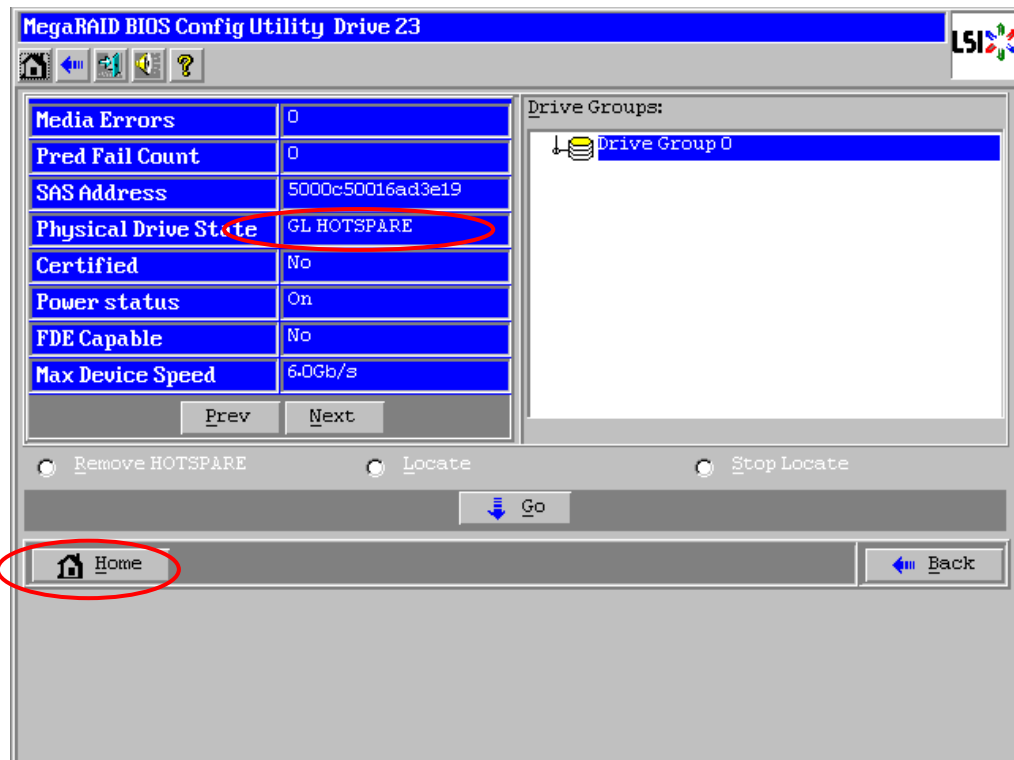 MegaRAID BIOS Config Utility Drive 23
LSI
Media Errors 0
Pred Fail Count 0
SAS Address 5000c50016ad3e19
Physical Drive State GL HOTSPARE
Certified No
Power status On
FDE Capable No
Max Device Speed 6.0Gb/s
Prev Next
Drive Groups:
Drive Group 0
Remove HOTSPARE Locate Stop Locate
Go
Home Back